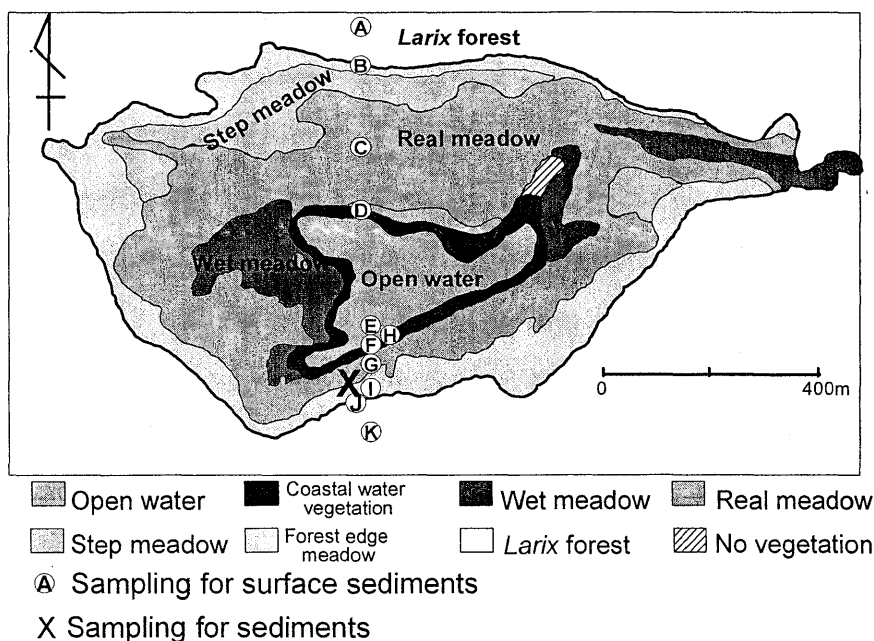 A
Larix forest
B
Step meadow
C
Real meadow
D
Wet meadow
Open water
E
H
F
G
X
I
J
K
0
400m
Open water
Coastal water
vegetation
Wet meadow
Real meadow
Step meadow
Forest edge
meadow
Larix forest
No vegetation
A Sampling for surface sediments
X Sampling for sediments